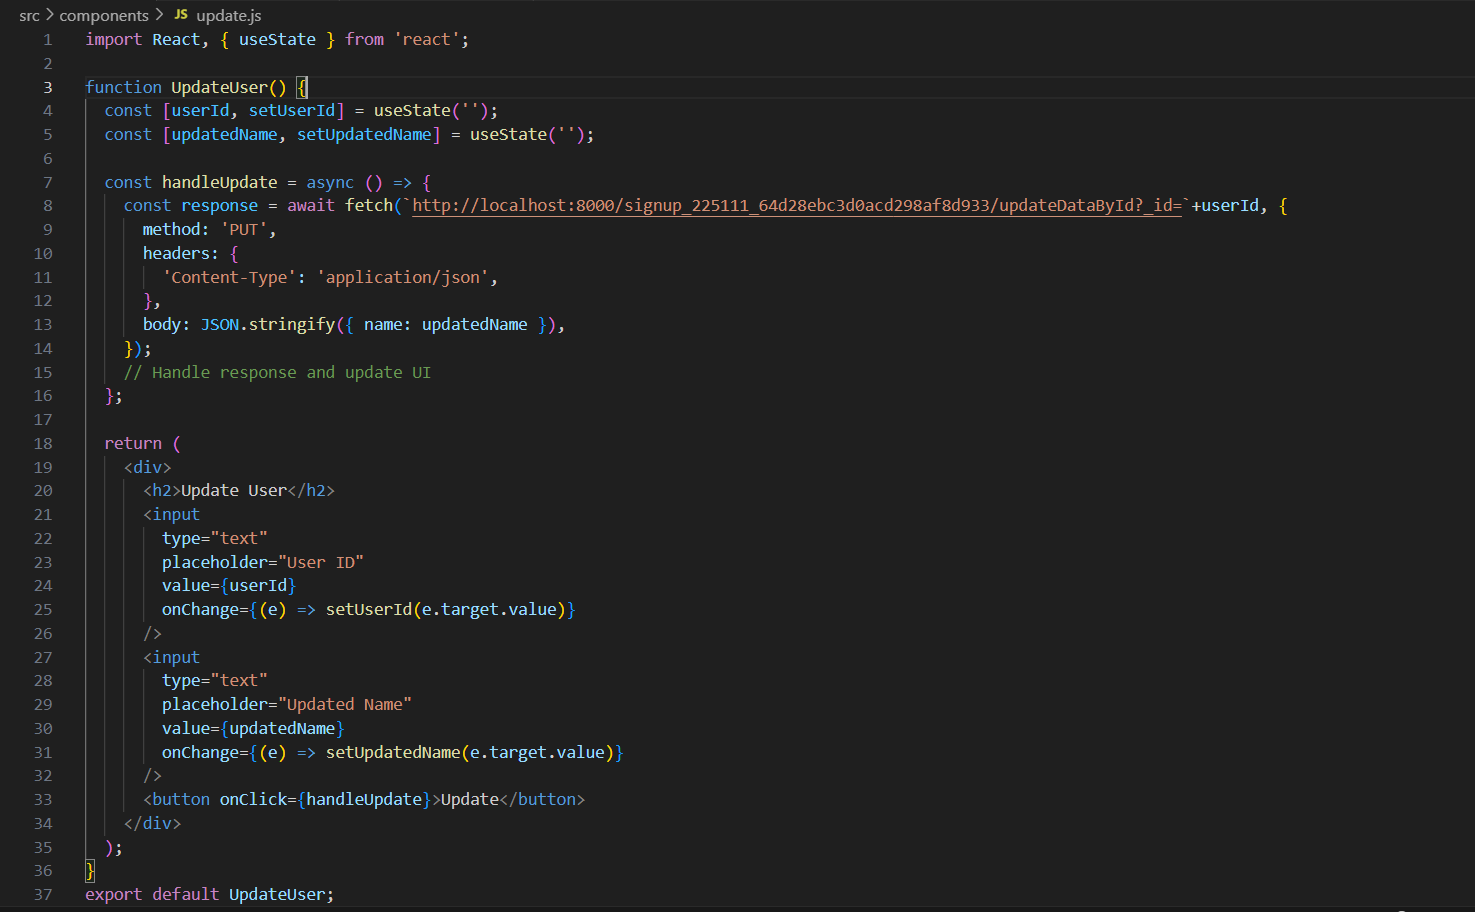 src > components > JS update.js
1 import React, { useState } from 'react';
2
3 function UpdateUser() {
4   const [userId, setUserId] = useState('');
5   const [updatedName, setUpdatedName] = useState('');
6
7   const handleUpdate = async () => {
8     const response = await fetch(`http://localhost:8000/signup_225111_64d28ebc3d0acd298af8d933/updateDataById?_id=`+userId, {
9       method: 'PUT',
10       headers: {
11         'Content-Type': 'application/json',
12       },
13       body: JSON.stringify({ name: updatedName }),
14     });
15     // Handle response and update UI
16   };
17
18   return (
19     <div>
20       <h2>Update User</h2>
21       <input
22         type="text"
23         placeholder="User ID"
24         value={userId}
25         onChange={(e) => setUserId(e.target.value)}
26       />
27       <input
28         type="text"
29         placeholder="Updated Name"
30         value={updatedName}
31         onChange={(e) => setUpdatedName(e.target.value)}
32       />
33       <button onClick={handleUpdate}>Update</button>
34     </div>
35   );
36 }
37 export default UpdateUser;